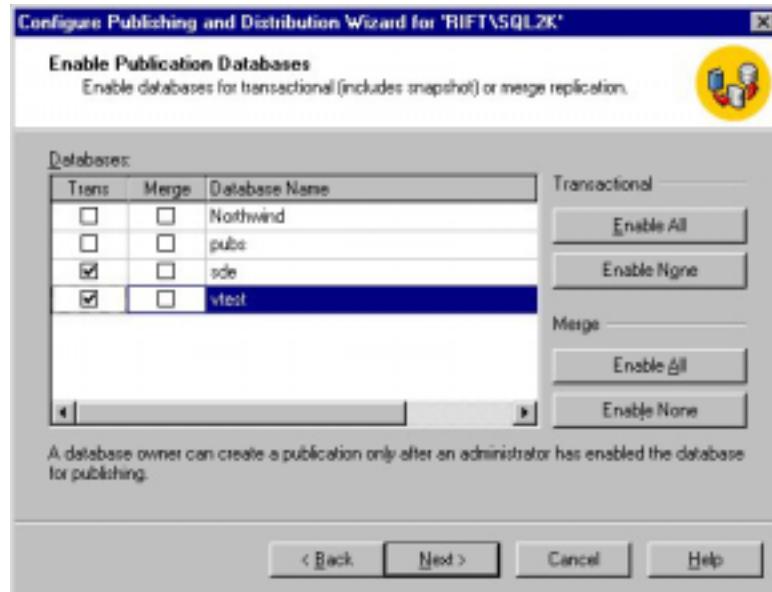 Configure Publishing and Distribution Wizard for 'RIFT\SQL2K'
Enable Publication Databases
Enable databases for transactional (includes snapshot) or merge replication.
Databases:
Trans Merge Database Name
Northwind
pubs
sde
vtest
Transactional
Enable All
Enable None
Merge
Enable All
Enable None
A database owner can create a publication only after an administrator has enabled the database
for publishing.
< Back Next > Cancel Help